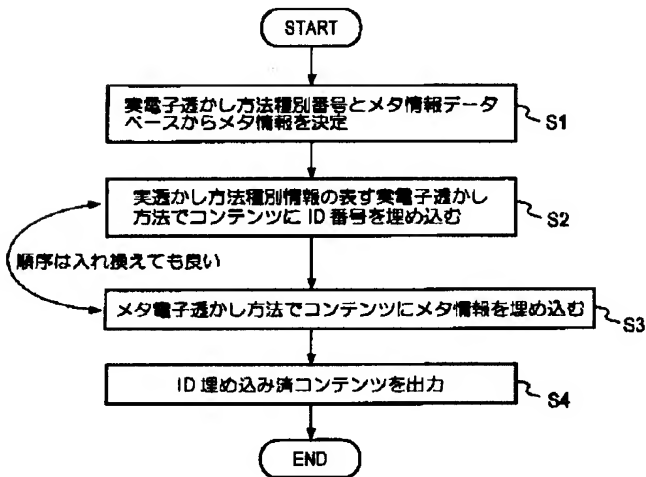 START
実電子透かし方法種別番号とメタ情報データ
ベースからメタ情報を決定
S1
実透かし方法種別情報の表す実電子透かし
方法でコンテンツに ID 番号を埋め込む
S2
順序は入れ換えても良い
メタ電子透かし方法でコンテンツにメタ情報を埋め込む
S3
ID 埋め込み済コンテンツを出力
S4
END